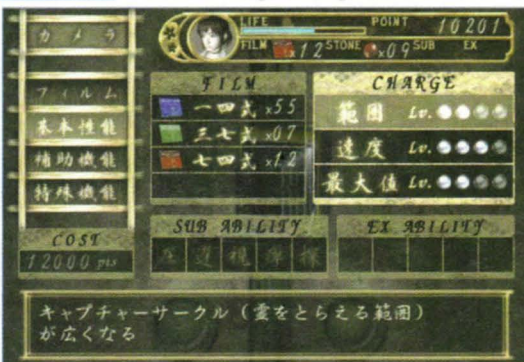 LIFE POINT 10201
FILM 12 STONE x09 SUB EX
カメラ
フィルム
基本性能
補助機能
特殊機能
COST
12000 pts
FILM
一四式 x55
三七式 x07
七四式 x12
CHARGE
範囲 Lv.
速度 Lv.
最大値 Lv.
SUB ABILITY
EX ABILITY
キャプチャーサークル（霊をとらえる範囲）
が広くなる